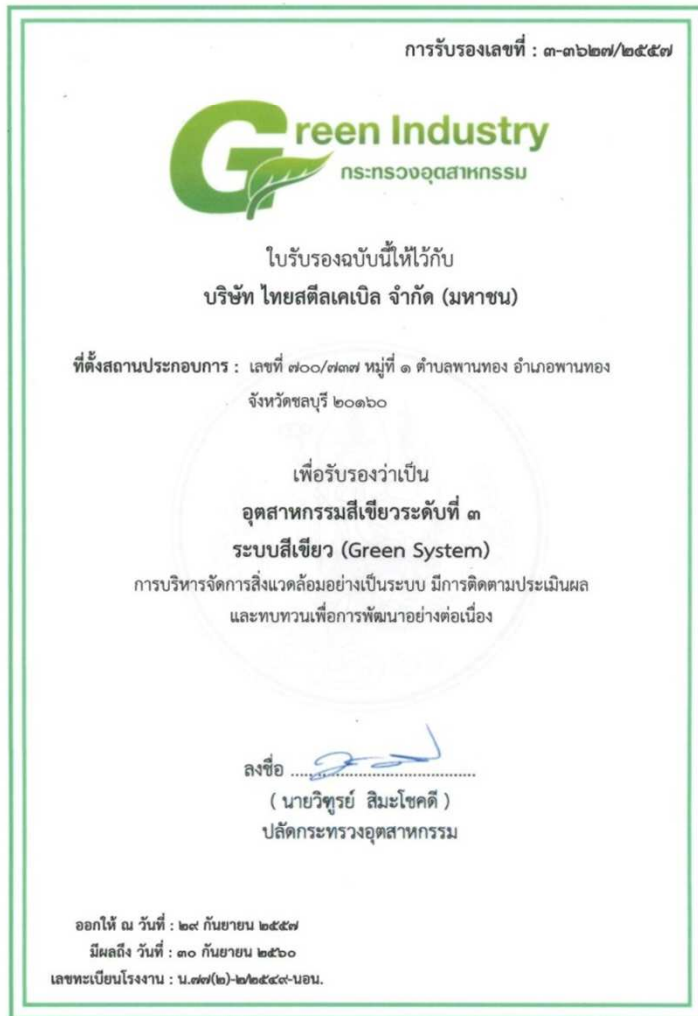 การรับรองเลขที่ : ๓-๓๖๒๗/๒๕๕๗
Green Industry
กระทรวงอุตสาหกรรม
ใบรับรองฉบับนี้ให้ไว้กับ
บริษัท ไทยสตีลเคเบิล จำกัด (มหาชน)
ที่ตั้งสถานประกอบการ : เลขที่ ๗๐๐/๗๓๗ หมู่ที่ ๑ ตำบลพานทอง อำเภอพานทอง
จังหวัดชลบุรี ๒๐๑๖๐
เพื่อรับรองว่าเป็น
อุตสาหกรรมสีเขียวระดับที่ ๓
ระบบสีเขียว (Green System)
การบริหารจัดการสิ่งแวดล้อมอย่างเป็นระบบ มีการติดตามประเมินผล
และทบทวนเพื่อการพัฒนาอย่างต่อเนื่อง
ลงชื่อ ........................................
( นายวิฑูรย์ สิมะโชคดี )
ปลัดกระทรวงอุตสาหกรรม
ออกให้ ณ วันที่ : ๒๙ กันยายน ๒๕๕๗
มีผลถึง วันที่ : ๓๐ กันยายน ๒๕๖๐
เลขทะเบียนโรงงาน : น.๗๗(๒)-๒/๒๕๔๙-นอน.